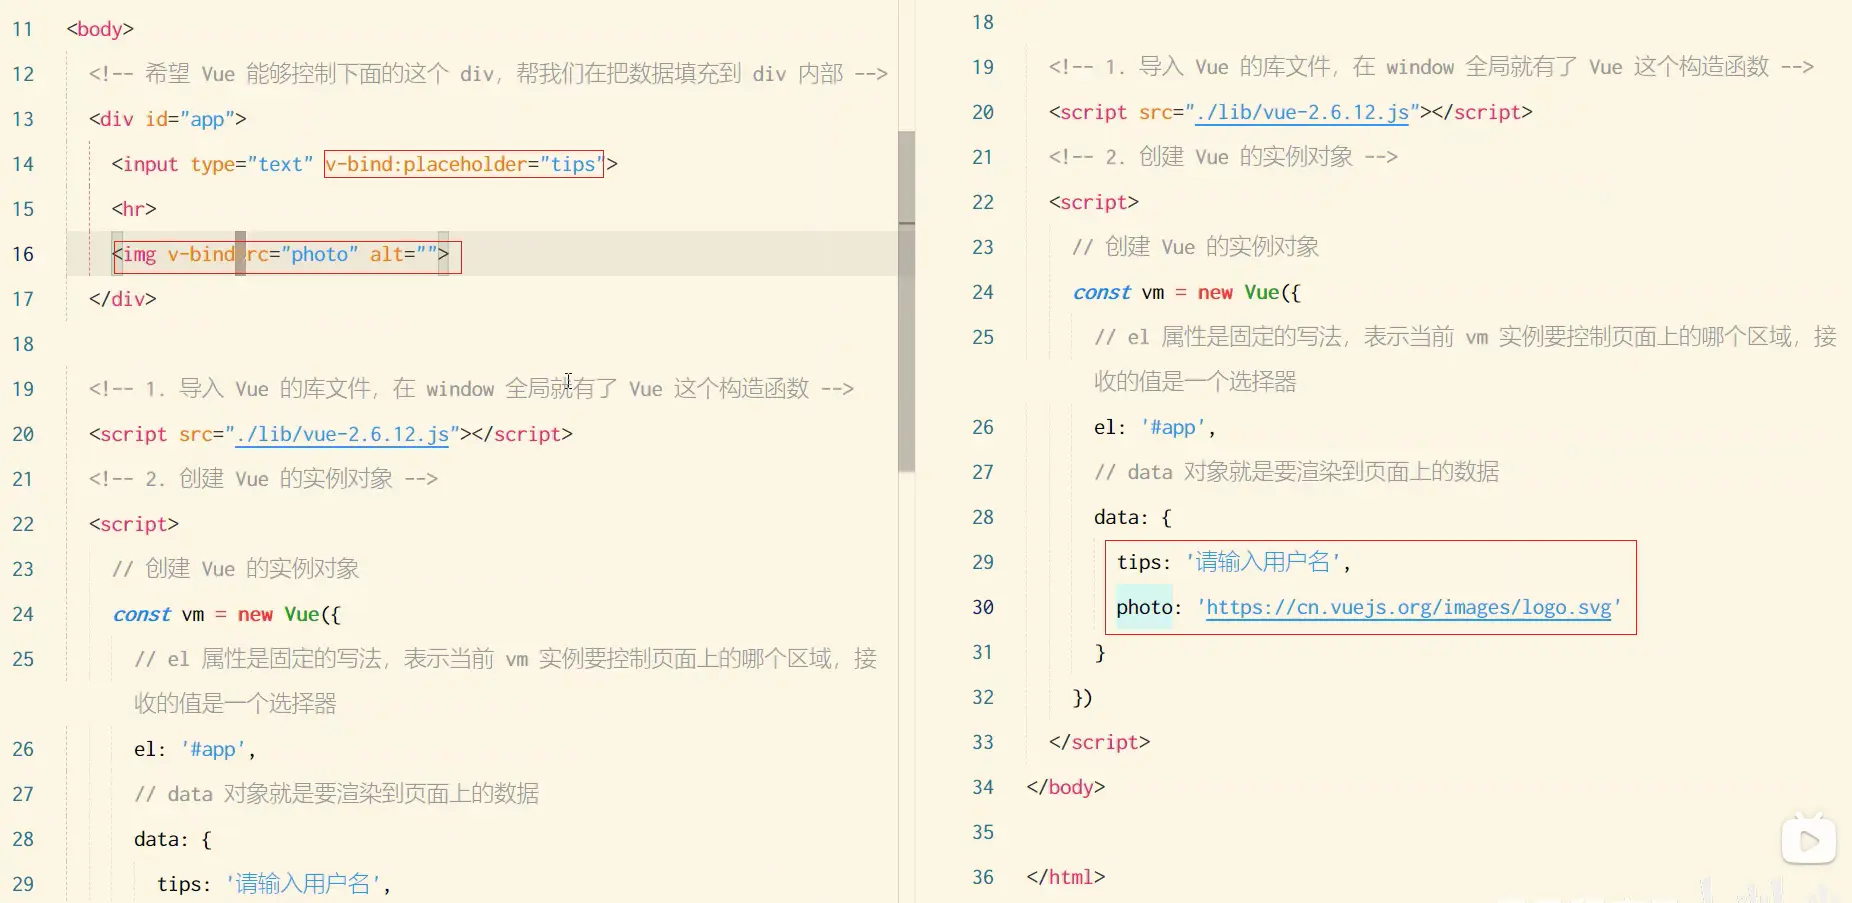 11 <body>
12 <!-- 希望 Vue 能够控制下面的这个 div，帮我们在把数据填充到 div 内部 -->
13 <div id="app">
14 <input type="text" v-bind:placeholder="tips">
15 <hr>
16 <img v-bind rc="photo" alt="">
17 </div>
18
19 <!-- 1. 导入 Vue 的库文件，在 window 全局就有了 Vue 这个构造函数 -->
20 <script src="./lib/vue-2.6.12.js"></script>
21 <!-- 2. 创建 Vue 的实例对象 -->
22 <script>
23 // 创建 Vue 的实例对象
24 const vm = new Vue({
25 // el 属性是固定的写法，表示当前 vm 实例要控制页面上的哪个区域，接
收的值是一个选择器
26 el: '#app',
27 // data 对象就是要渲染到页面上的数据
28 data: {
29 tips: '请输入用户名',
18
19 <!-- 1. 导入 Vue 的库文件，在 window 全局就有了 Vue 这个构造函数 -->
20 <script src="./lib/vue-2.6.12.js"></script>
21 <!-- 2. 创建 Vue 的实例对象 -->
22 <script>
23 // 创建 Vue 的实例对象
24 const vm = new Vue({
25 // el 属性是固定的写法，表示当前 vm 实例要控制页面上的哪个区域，接
收的值是一个选择器
26 el: '#app',
27 // data 对象就是要渲染到页面上的数据
28 data: {
29 tips: '请输入用户名',
30 photo: 'https://cn.vuejs.org/images/logo.svg'
31 }
32 })
33 </script>
34 </body>
35
36 </html>